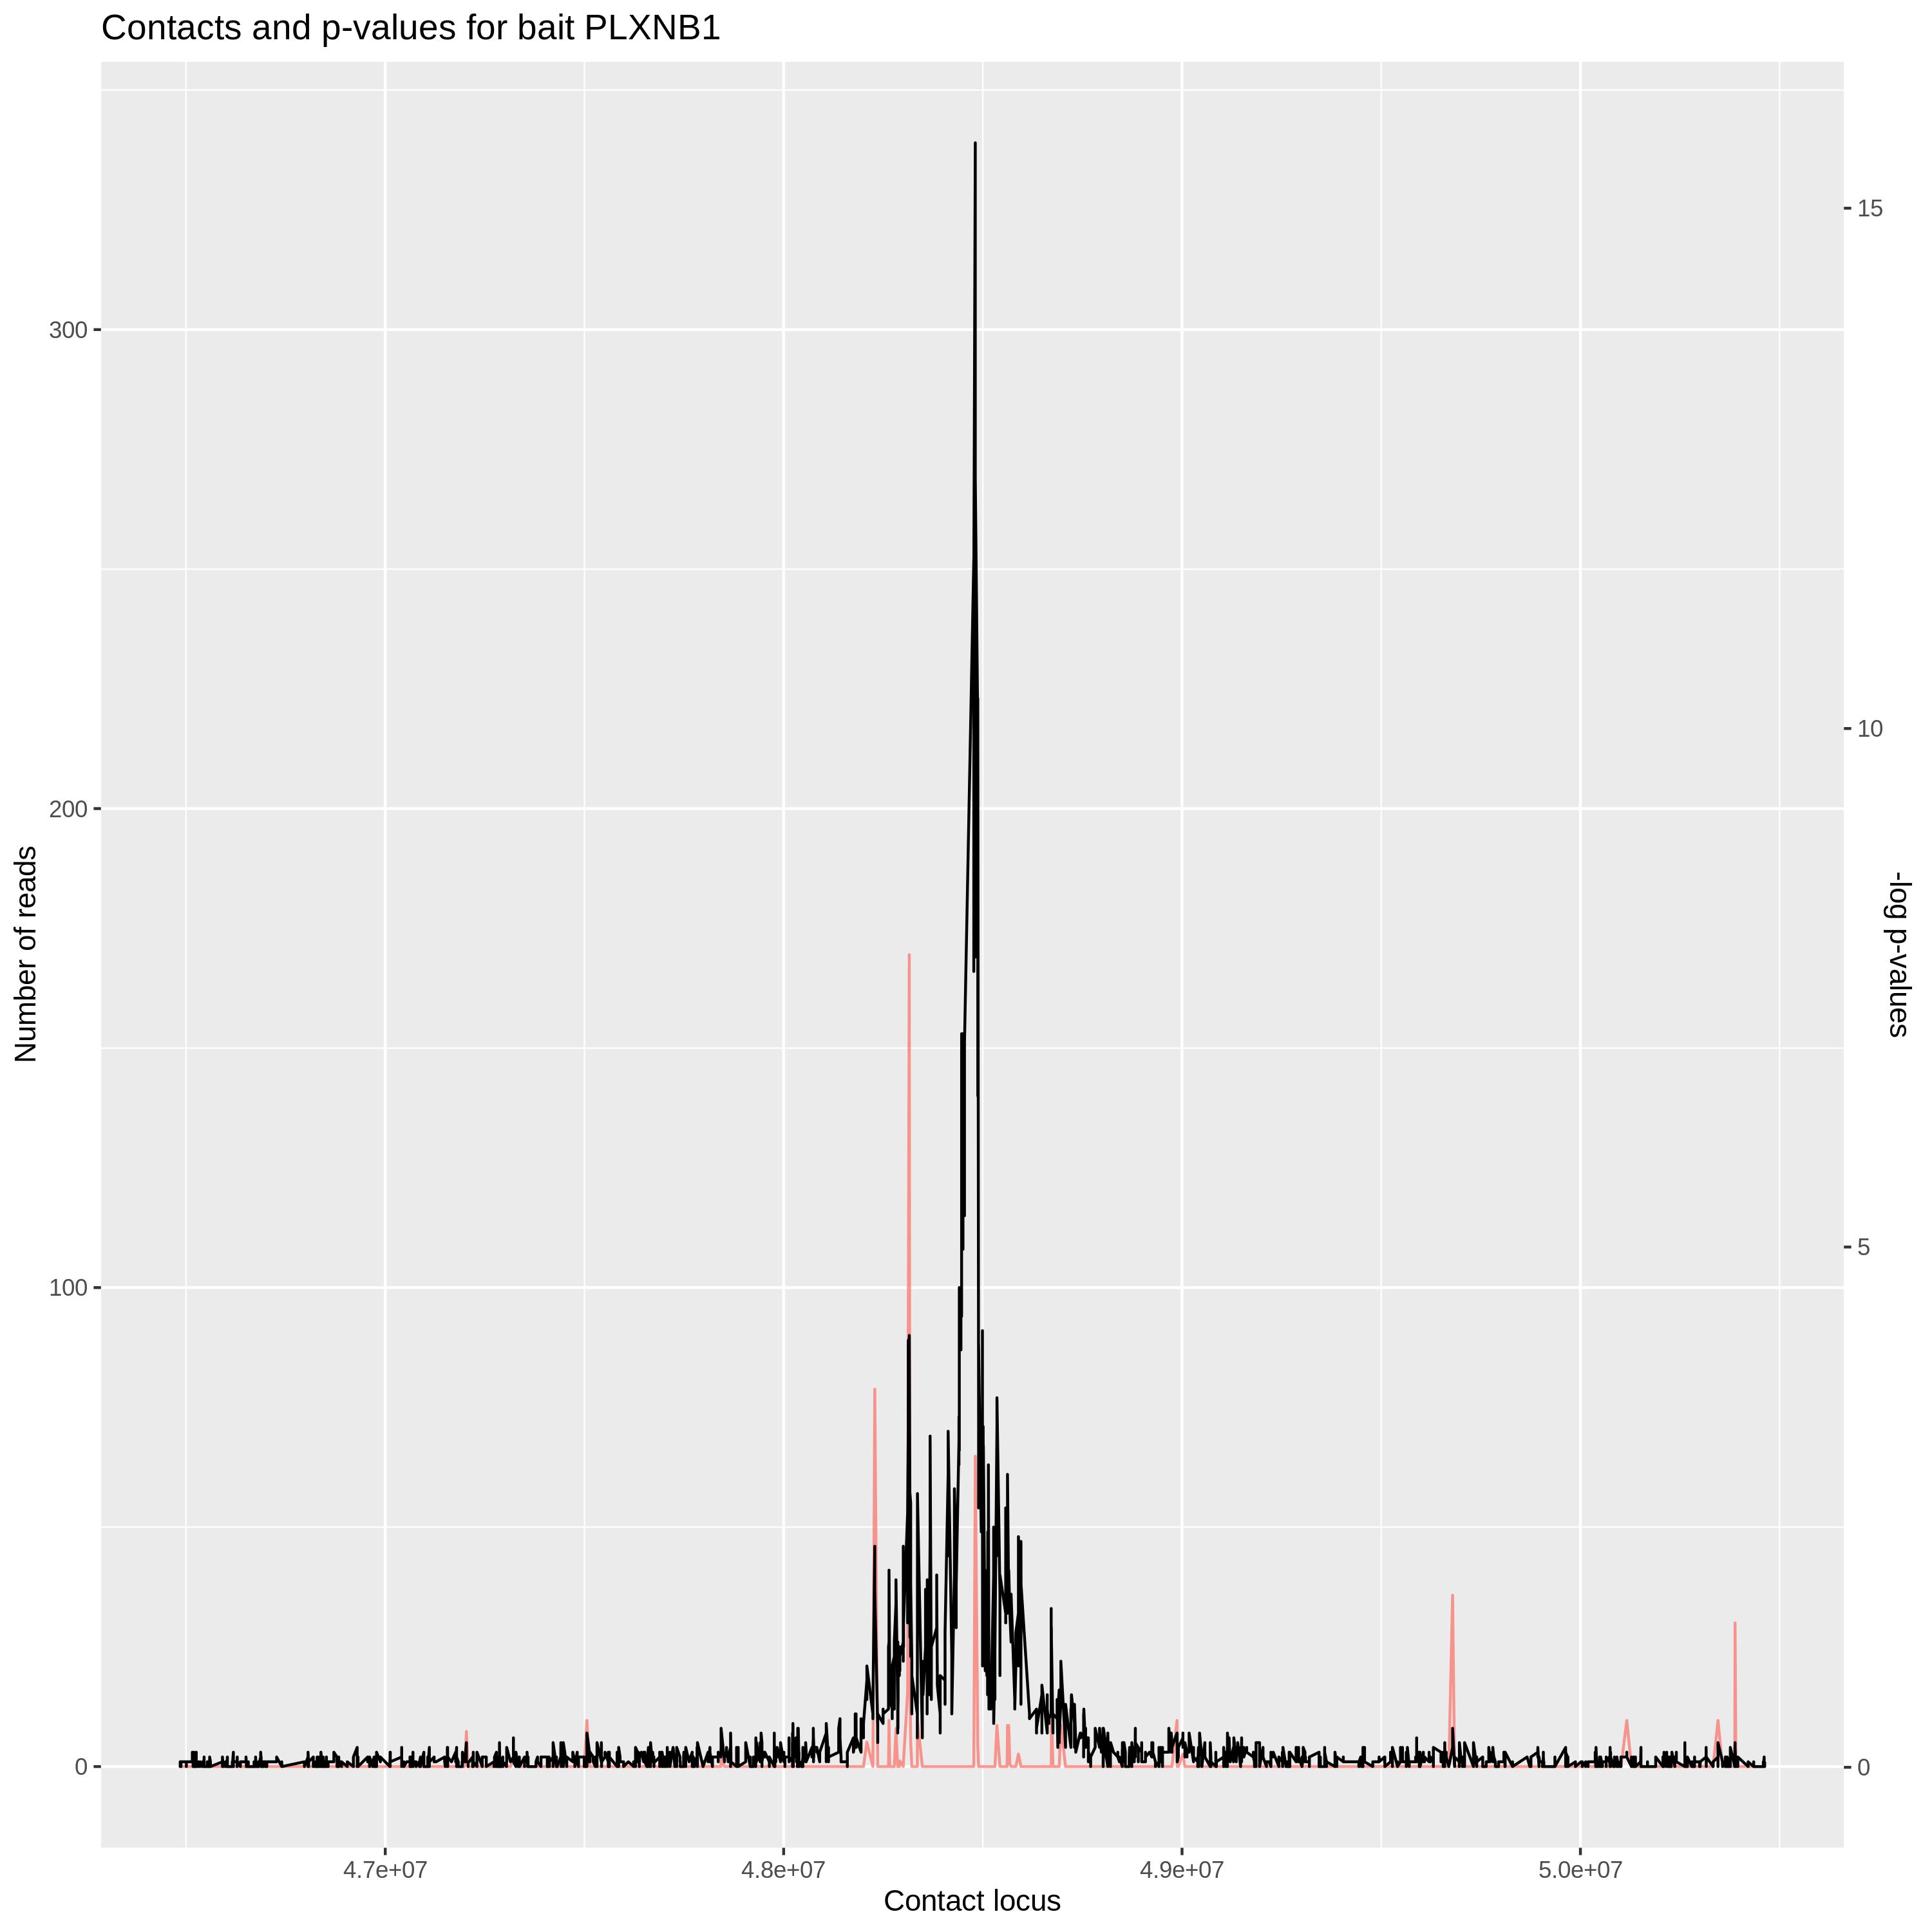 Contacts and p-values for bait PLXNB1
300
200
100
0
Number of reads
15
10
5
0
-log p-values
4.7e+07
4.8e+07
4.9e+07
5.0e+07
Contact locus